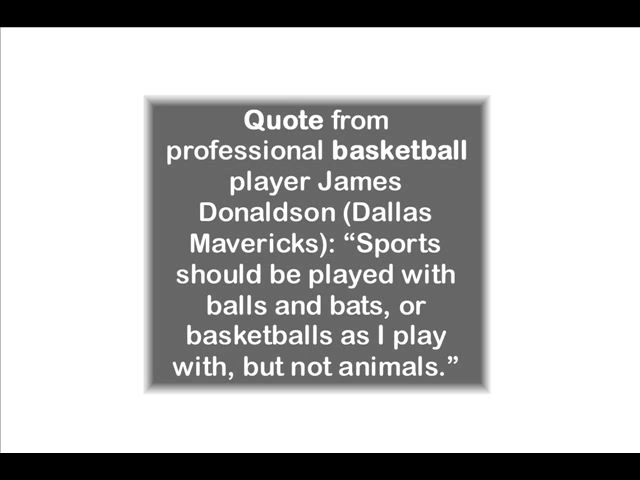 Quote from
professional basketball
player James
Donaldson (Dallas
Mavericks): “Sports
should be played with
balls and bats, or
basketballs as I play
with, but not animals.”